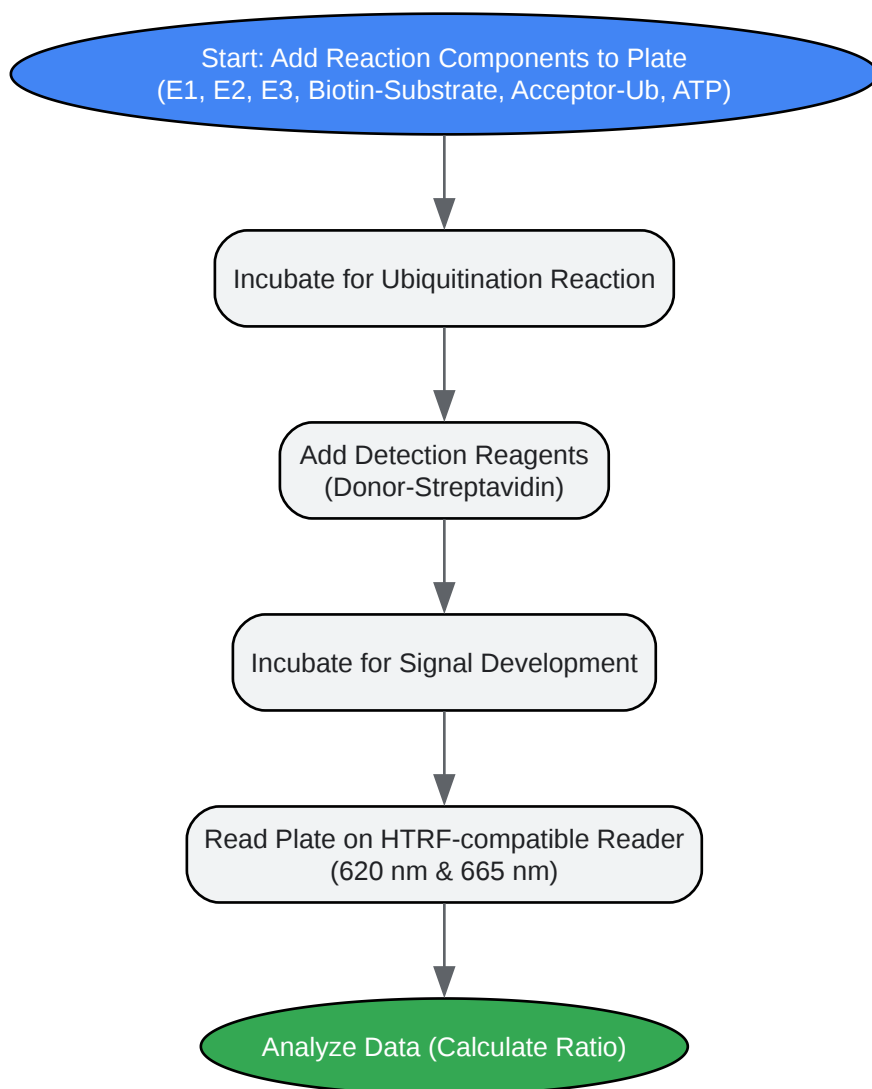 Start: Add Reaction Components to Plate
(E1, E2, E3, Biotin-Substrate, Acceptor-Ub, ATP)
Incubate for Ubiquitination Reaction
Add Detection Reagents
(Donor-Streptavidin)
Incubate for Signal Development
Read Plate on HTRF-compatible Reader
(620 nm & 665 nm)
Analyze Data (Calculate Ratio)